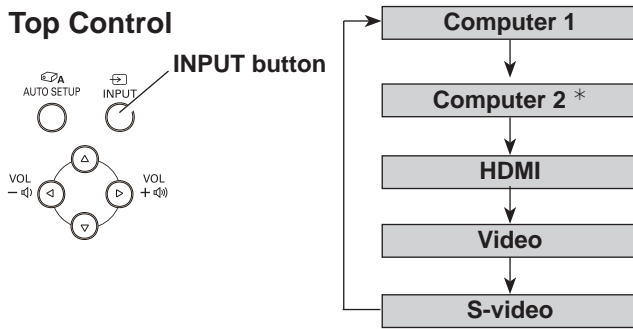 Top Control
INPUT button
A
AUTO SETUP
INPUT
VOL
−
VOL
+
Computer 1
Computer 2 *
HDMI
Video
S-video